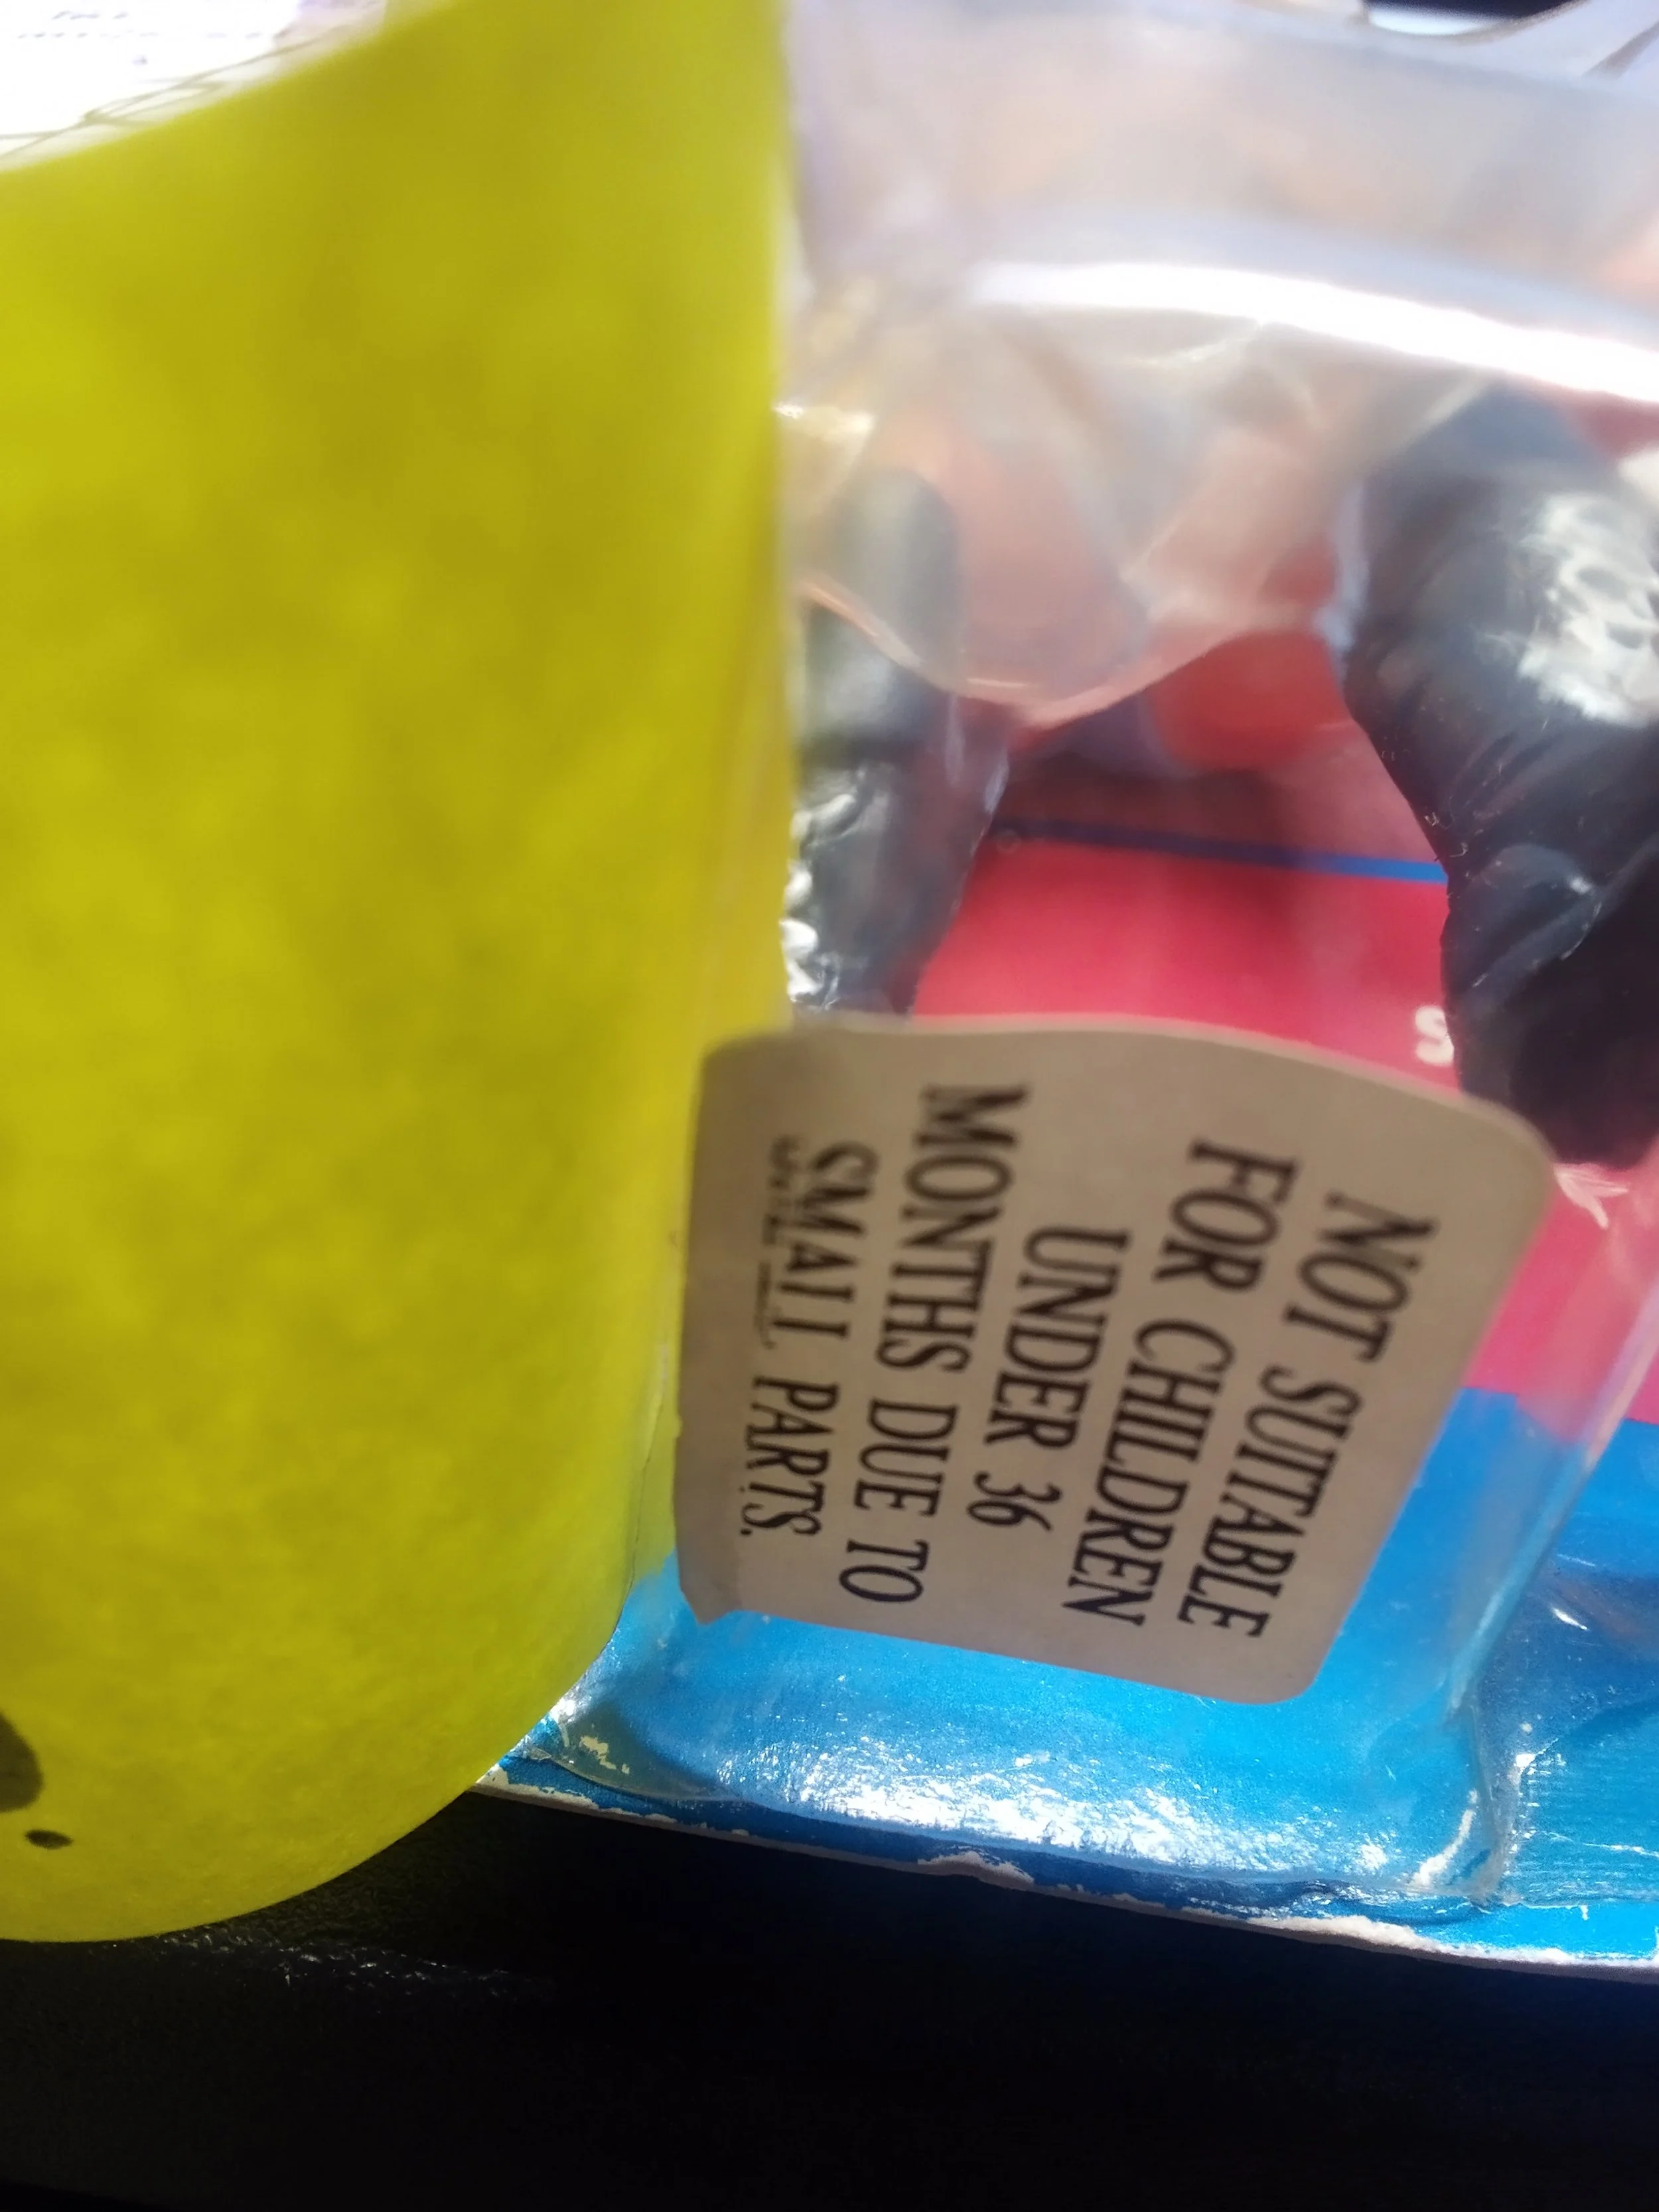 NOT SUITABLE
FOR CHILDREN
UNDER 36
MONTHS DUE TO
SMALL PARTS.
S